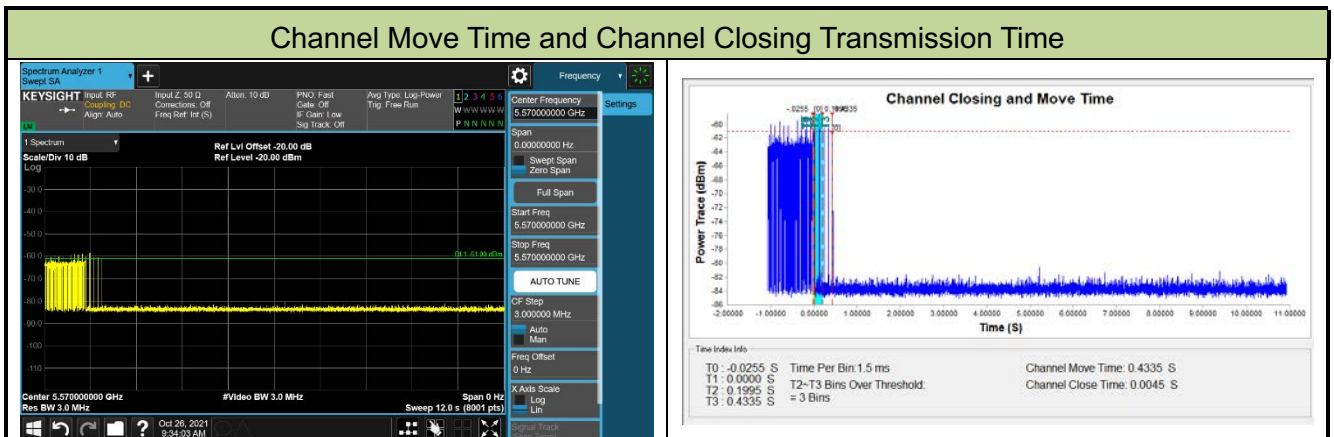 Channel Move Time and Channel Closing Transmission Time
Spectrum Analyzer 1
Swept SA
+
Frequency
KEYSIGHT
Input: RF
Coupling: DC
Align: Auto
Input Z: 50 Ω
Corrections: Off
Freq Ref: Int (S)
Atten: 10 dB
PNO: Fast
Gate: Off
IF Gain: Low
Sig Track: Off
Avg Type: Log-Power
Trig: Free Run
1 2 3 4 5 6
W W W W W W
P N N N N N
Settings
1 Spectrum
Scale/Div 10 dB
Log
Ref Lvl Offset -20.00 dB
Ref Level -20.00 dBm
-30.0
-40.0
-50.0
-60.0
-70.0
-80.0
-90.0
-100
-110
DL1 -61.00 dBm
Center 5.570000000 GHz
Res BW 3.0 MHz
#Video BW 3.0 MHz
Span 0 Hz
Sweep 12.0 s (8001 pts)
Center Frequency
5.57000000 GHz
Span
0.00000000 Hz
Swept Span
Zero Span
Full Span
Start Freq
5.570000000 GHz
Stop Freq
5.570000000 GHz
AUTO TUNE
CF Step
3.000000 MHz
Auto
Man
Freq Offset
0 Hz
X Axis Scale
Log
Lin
Signal Track
?
Oct 26, 2021
9:34:03 AM
Channel Closing and Move Time
Power Trace (dBm)
-60
-62
-64
-66
-68
-70
-72
-74
-76
-78
-80
-82
-84
-86
-2.00000 -1.00000 0.00000 1.00000 2.00000 3.00000 4.00000 5.00000 6.00000 7.00000 8.00000 9.00000 10.00000 11.00000
Time (S)
Time Index Info
T0 : -0.0255 S
T1 : 0.0000 S
T2 : 0.1995 S
T3 : 0.4335 S
Time Per Bin:1.5 ms
T2~T3 Bins Over Threshold:
= 3 Bins
Channel Move Time: 0.4335 S
Channel Close Time: 0.0045 S